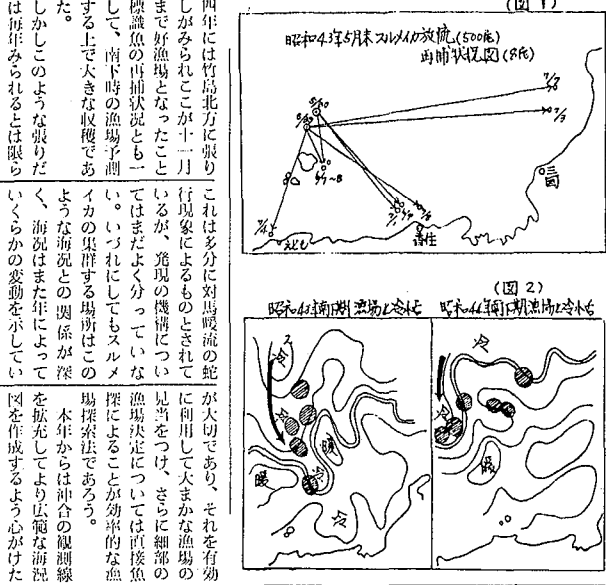 四年には竹島北方に張り
しがみられここが十一月
まで好漁場となったこと
標識魚の再捕状況とも一
して、南下時の漁場予測
する上で大きな収穫であ
た。
しかしこのような張りだ
は毎年みられるとは限ら
これは多分に対馬暖流の蛇
行現象によるものとされて
いるが、発現の機構につい
てはまだよく分っていな
い。いづれにしてもスルメ
イカの集群する場所はこの
ような海況との関係が深
く、海況はまた年によって
いくらかの変動を示してい
が大切であり、それを有効
に利用して大まかな漁場の
見当をつけ、さらに細部の
漁場決定については直接魚
探によることが効率的な漁
場探索法であろう。
本年からは沖合の観測線
を拡充してより広範な海況
図を作成するよう心がけた
(図1)
昭和43年5月末スルメイカ放流(500尾)
再捕状況図(8尾)
香住
(図2)
昭和43年南下期漁場と冷水塊
昭和44年南下期漁場と冷水塊
冷
冷
冷
暖
暖
冷
冷
冷
暖